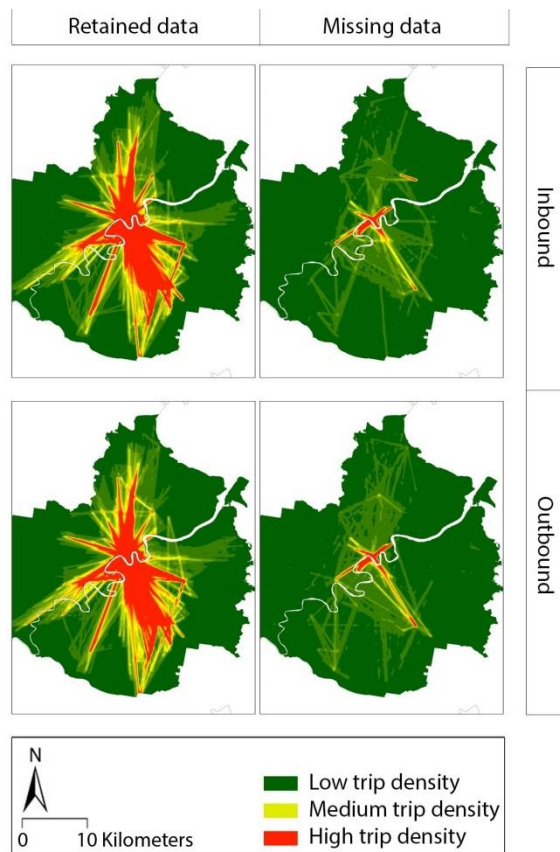 Retained data
Missing data
Inbound
Outbound
N
0 10 Kilometers
Low trip density
Medium trip density
High trip density